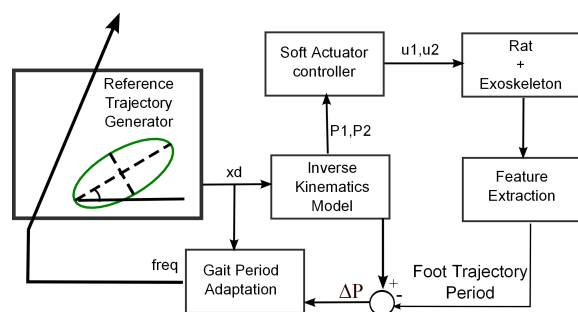 Reference
Trajectory
Generator
Soft Actuator
controller
u1,u2
Rat
+
Exoskeleton
P1,P2
xd
Inverse
Kinematics
Model
Feature
Extraction
freq
Gait Period
Adaptation
ΔP
+
-
Foot Trajectory
Period